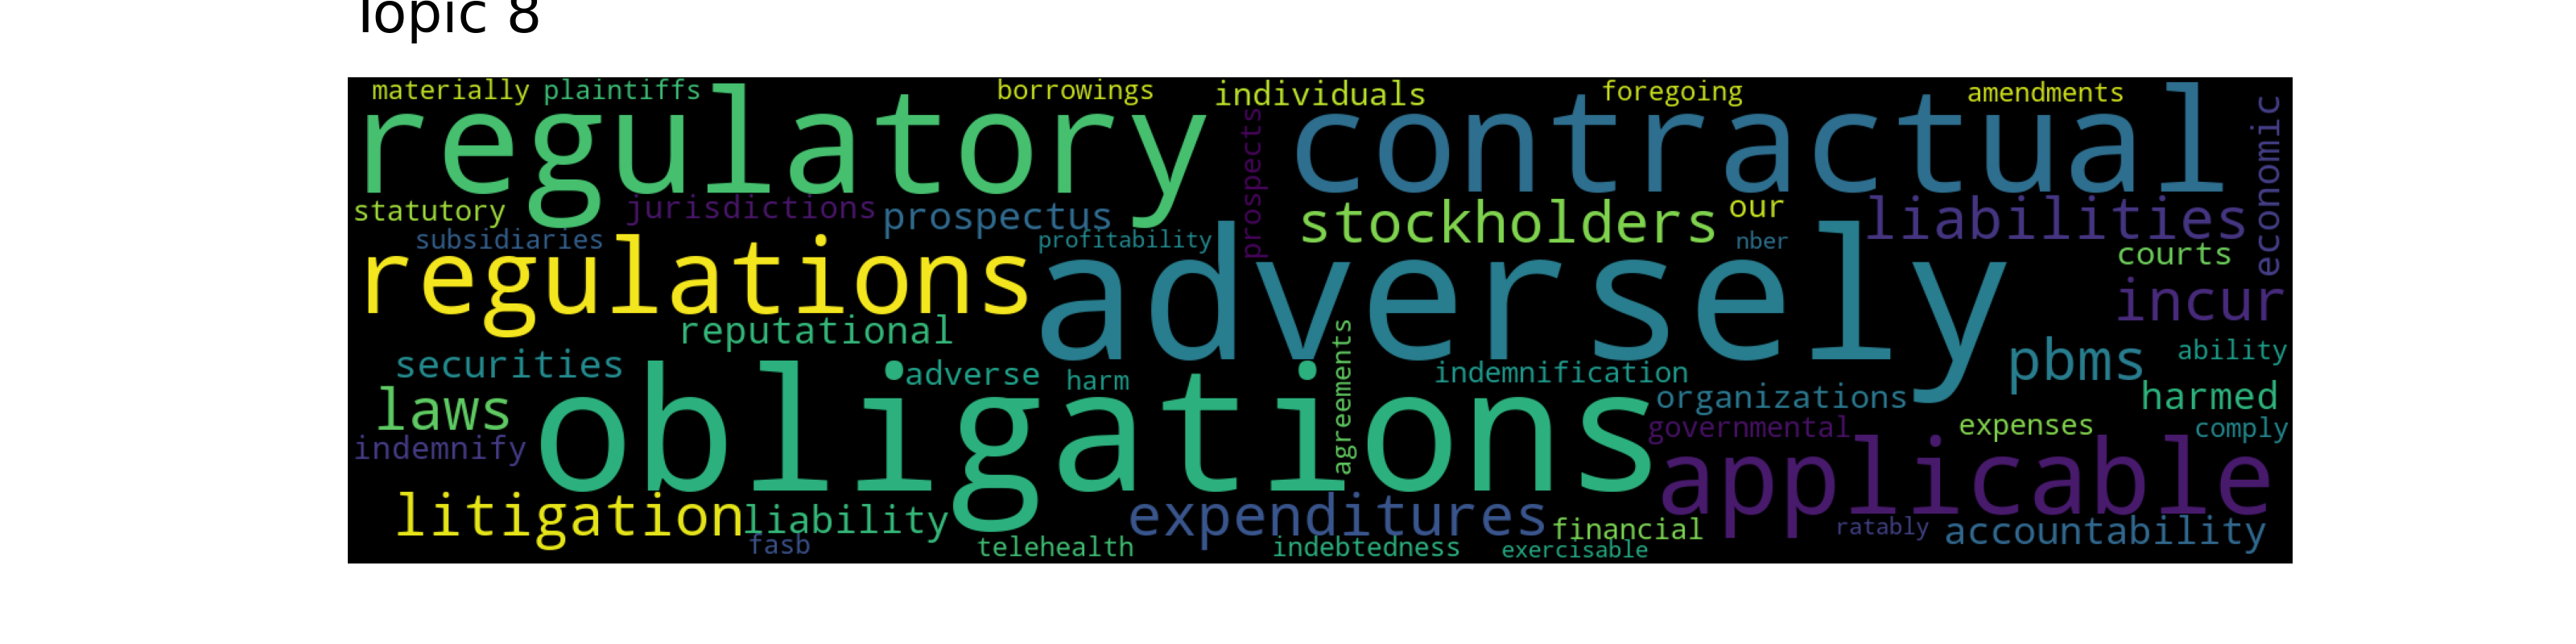 Topic 8
materially plaintiffs borrowings individuals foregoing amendments
regulatory prospects contractual economic
statutory jurisdictions prospectus stockholders our liabilities
subsidiaries profitability nber courts
regulations adversely incur
reputational
securities adverse harm agreements indemnification pbms ability
laws obligations organizations harmed
indemnify governmental expenses comply
applicable
litigation liability expenditures financial ratably accountability
fasb telehealth indebtedness exercisable